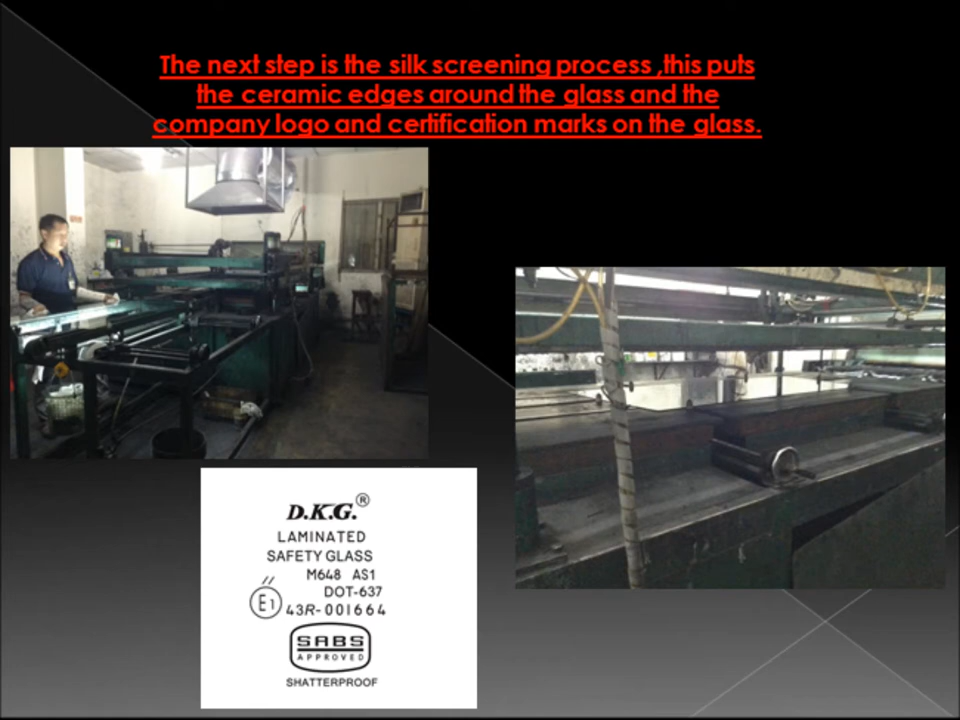 The next step is the silk screening process ,this puts
the ceramic edges around the glass and the
company logo and certification marks on the glass.
D.K.G.®
LAMINATED
SAFETY GLASS
M648 AS1
DOT-637
E1 43R-001664
SABS
APPROVED
SHATTERPROOF